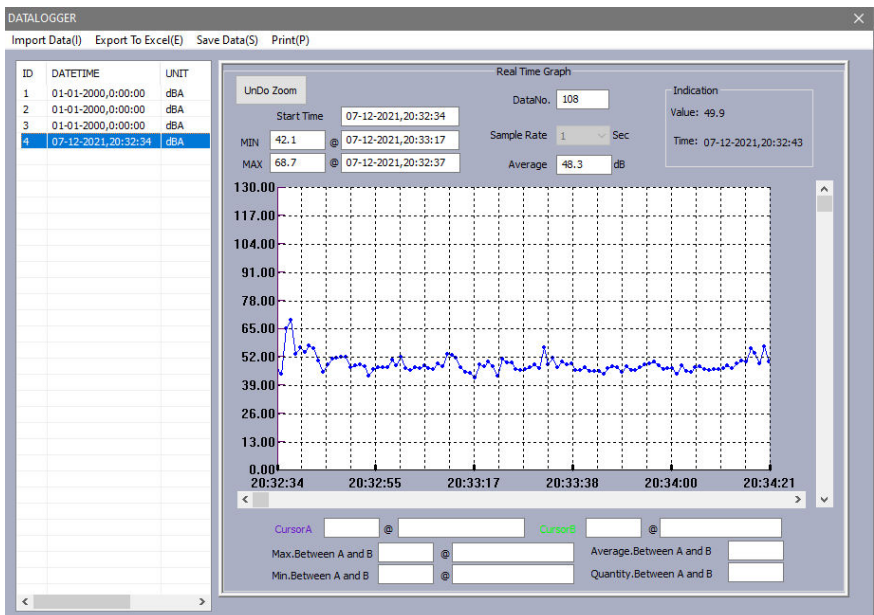 DATALOGGER
Import Data(I) Export To Excel(E) Save Data(S) Print(P)
ID DATETIME UNIT
1 01-01-2000,0:00:00 dBA
2 01-01-2000,0:00:00 dBA
3 01-01-2000,0:00:00 dBA
4 07-12-2021,20:32:34 dBA
Real Time Graph
UnDo Zoom
DataNo. 108
Start Time 07-12-2021,20:32:34
MIN 42.1 @ 07-12-2021,20:33:17
Sample Rate 1 Sec
MAX 68.7 @ 07-12-2021,20:32:37
Average 48.3 dB
Indication
Value: 49.9
Time: 07-12-2021,20:32:43
130.00
117.00
104.00
91.00
78.00
65.00
52.00
39.00
26.00
13.00
0.00
20:32:34 20:32:55 20:33:17 20:33:38 20:34:00 20:34:21
CursorA @ CursorB @
Max.Between A and B @ Average.Between A and B
Min.Between A and B @ Quantity.Between A and B